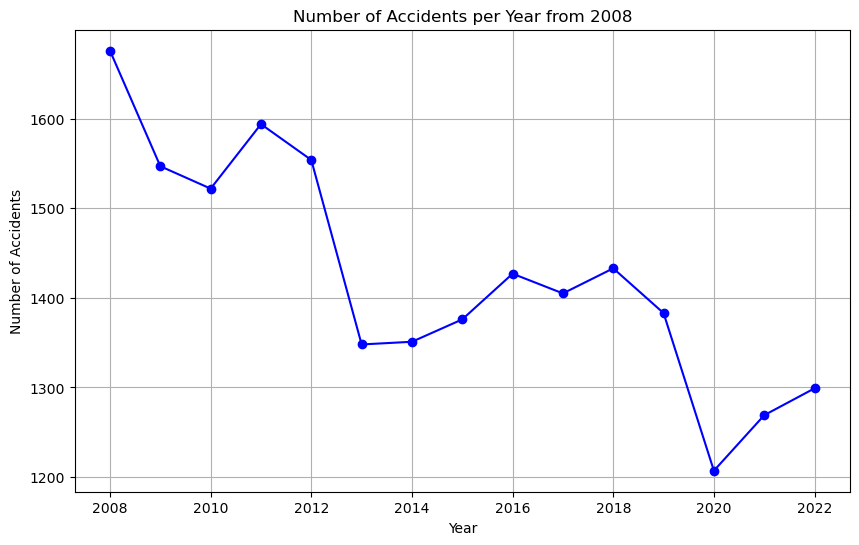 Number of Accidents per Year from 2008
Number of Accidents
1600
1500
1400
1300
1200
2008 2010 2012 2014 2016 2018 2020 2022
Year